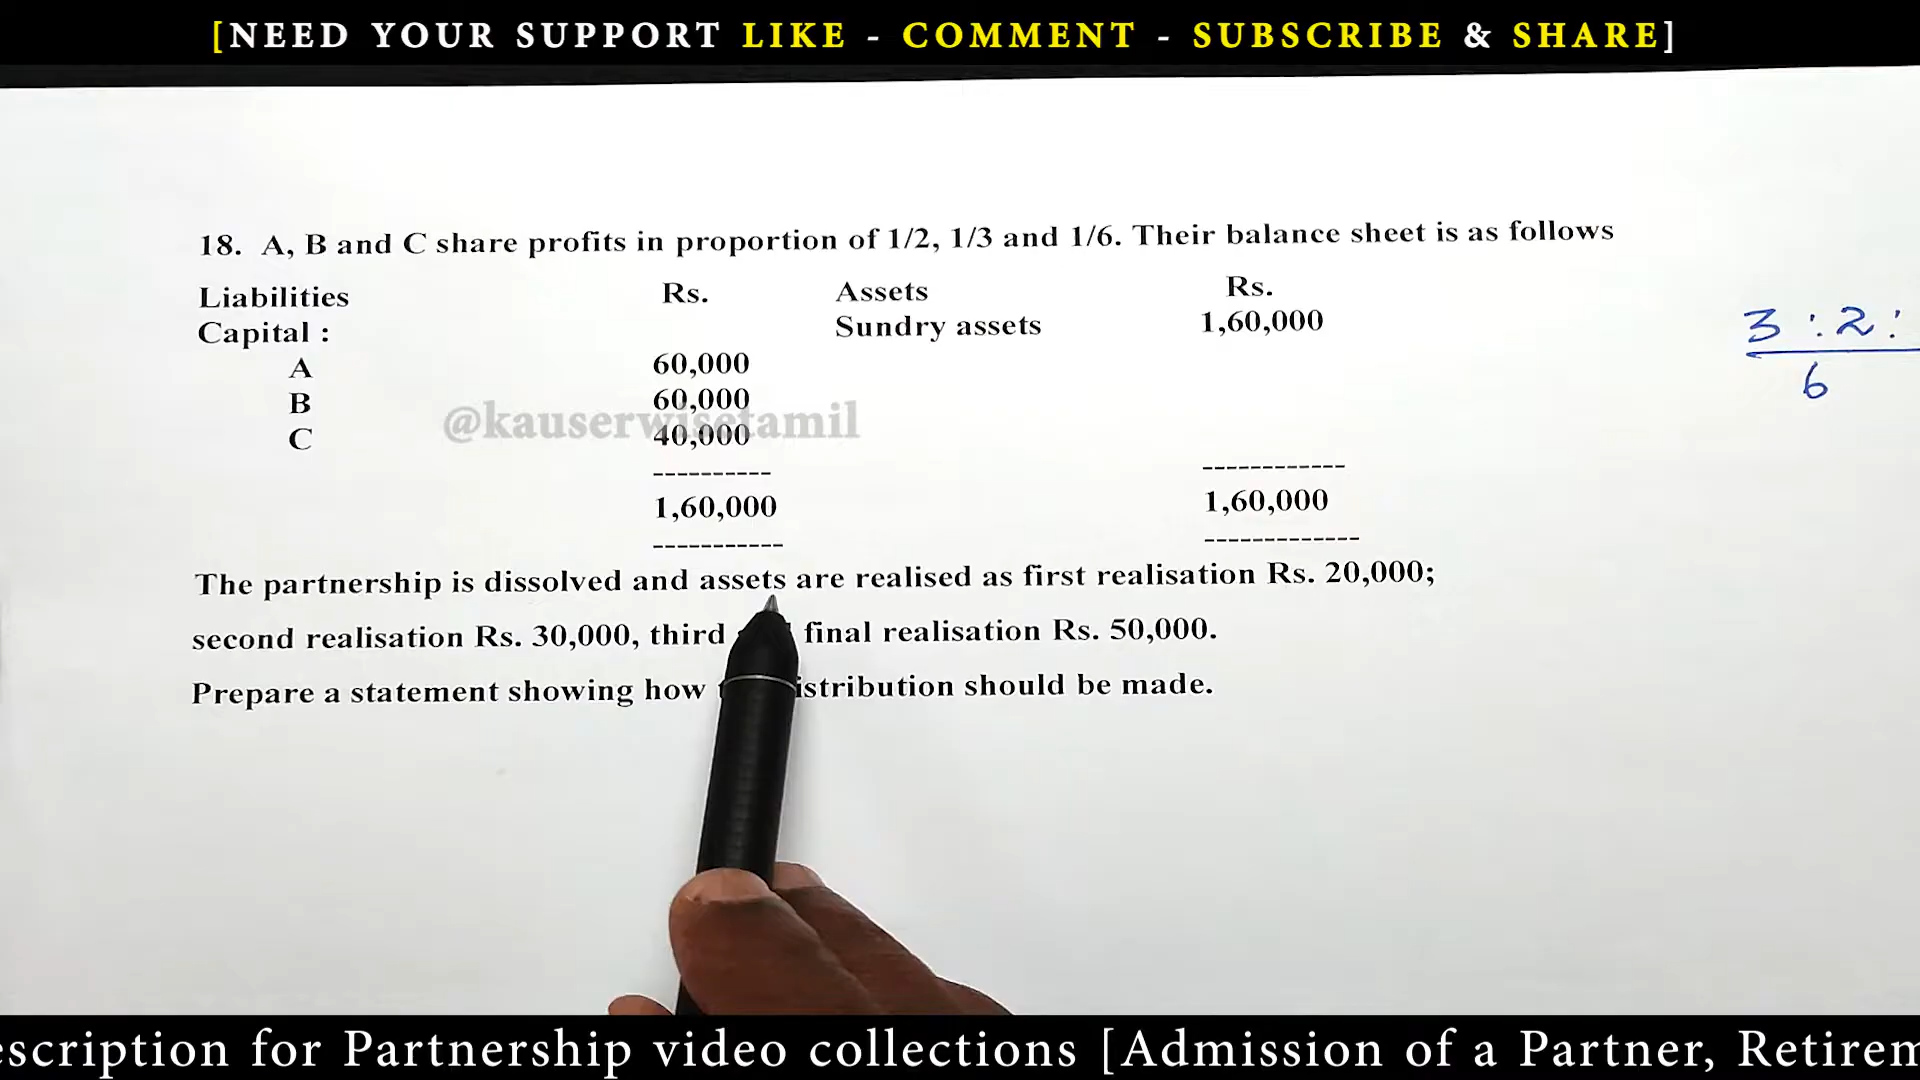 [NEED YOUR SUPPORT LIKE - COMMENT - SUBSCRIBE & SHARE]
18. A, B and C share profits in proportion of 1/2, 1/3 and 1/6. Their balance sheet is as follows
Liabilities Rs. Assets Rs.
Capital : Sundry assets 1,60,000
A 60,000
B 60,000
C 40,000
@kauserwisetamil
---------- ------------
1,60,000 1,60,000
----------- -------------
3 : 2 :
6
The partnership is dissolved and assets are realised as first realisation Rs. 20,000;
second realisation Rs. 30,000, third final realisation Rs. 50,000.
Prepare a statement showing how istribution should be made.
escription for Partnership video collections [Admission of a Partner, Retirem